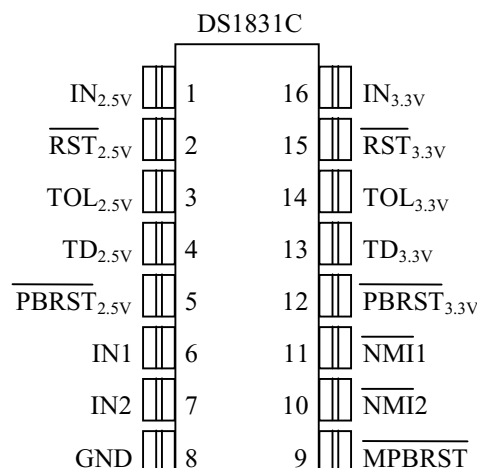 DS1831C
IN2.5V 1 16 IN3.3V
RST2.5V 2 15 RST3.3V
TOL2.5V 3 14 TOL3.3V
TD2.5V 4 13 TD3.3V
PBRST2.5V 5 12 PBRST3.3V
IN1 6 11 NMI1
IN2 7 10 NMI2
GND 8 9 MPBRST